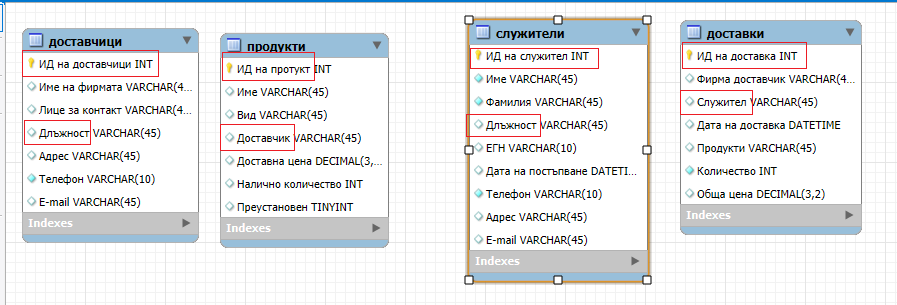 доставчици
ИД на доставчици INT
Име на фирмата VARCHAR(4...
Лице за контакт VARCHAR(4...
Длъжност VARCHAR(45)
Адрес VARCHAR(45)
Телефон VARCHAR(10)
E-mail VARCHAR(45)
Indexes
продукти
ИД на протукт INT
Име VARCHAR(45)
Вид VARCHAR(45)
Доставчик VARCHAR(45)
Доставна цена DECIMAL(3,...
Налично количество INT
Преустановен TINYINT
Indexes
служители
ИД на служител INT
Име VARCHAR(45)
Фамилия VARCHAR(45)
Длъжност VARCHAR(45)
ЕГН VARCHAR(10)
Дата на постъпване DATETI...
Телефон VARCHAR(10)
Адрес VARCHAR(45)
E-mail VARCHAR(45)
Indexes
доставки
ИД на доставка INT
Фирма доставчик VARCHAR(4...
Служител VARCHAR(45)
Дата на доставка DATETIME
Продукти VARCHAR(45)
Количество INT
Обща цена DECIMAL(3,2)
Indexes